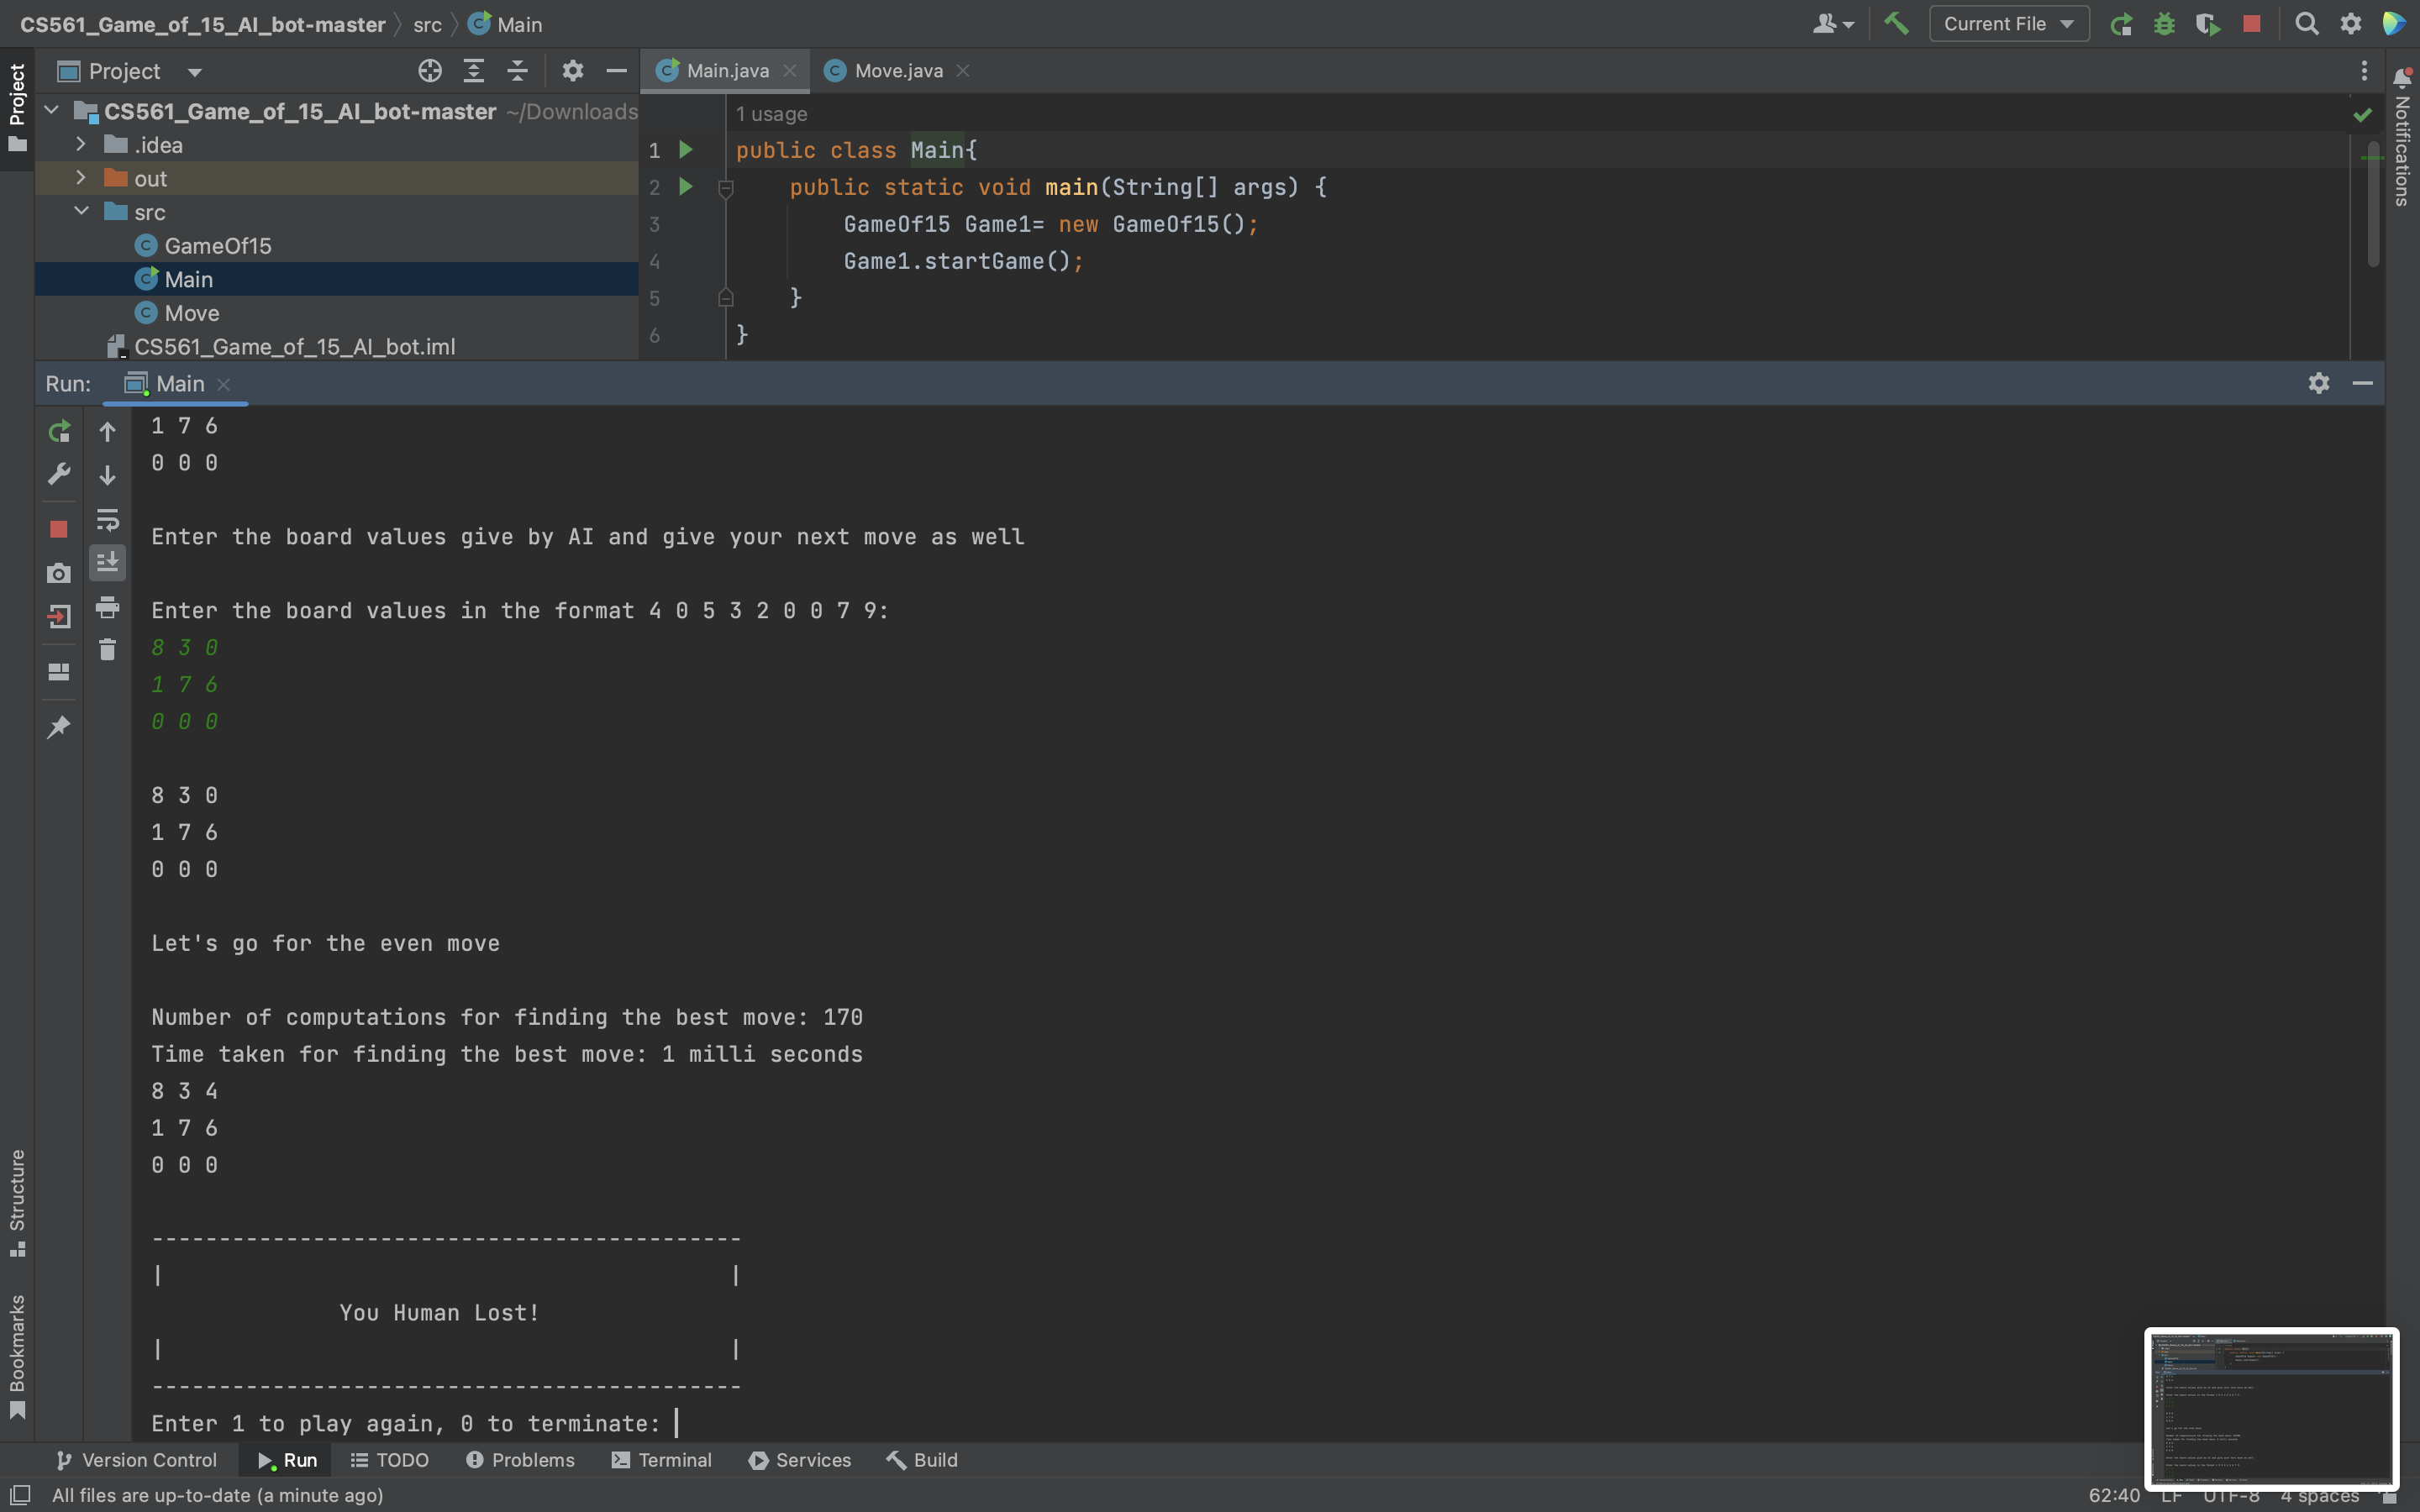 CS561_Game_of_15_AI_bot-master src Main
Current File
Project
Project
Main.java
Move.java
Notifications
CS561_Game_of_15_AI_bot-master ~/Downloads
.idea
out
src
GameOf15
Main
Move
CS561_Game_of_15_AI_bot.iml
1 usage
1 public class Main{
2 public static void main(String[] args) {
3 GameOf15 Game1= new GameOf15();
4 Game1.startGame();
5 }
6 }
Run: Main
1 7 6
0 0 0
Enter the board values give by AI and give your next move as well
Enter the board values in the format 4 0 5 3 2 0 0 7 9:
8 3 0
1 7 6
0 0 0
8 3 0
1 7 6
0 0 0
Let's go for the even move
Number of computations for finding the best move: 170
Time taken for finding the best move: 1 milli seconds
8 3 4
1 7 6
0 0 0
-------------------------------------------- 
| |
You Human Lost!
| |
--------------------------------------------
Enter 1 to play again, 0 to terminate:
Structure
Bookmarks
Version Control Run TODO Problems Terminal Services Build
All files are up-to-date (a minute ago)
62:40 LF UTF-8 4 spaces